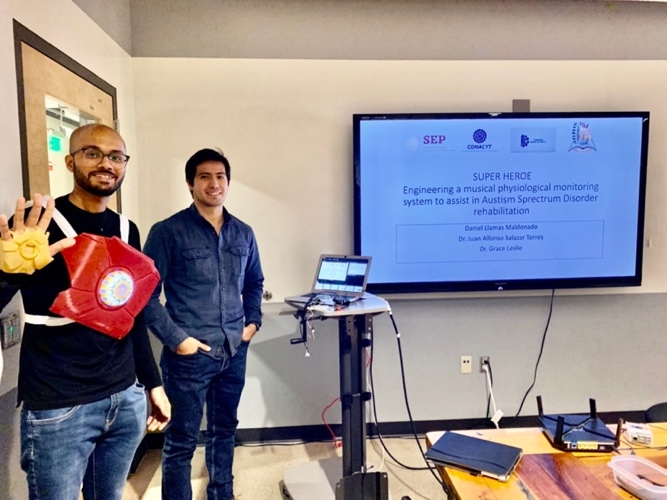 SEP
CONACYT
SUPER HEROE
Engineering a musical physiological monitoring
system to assist in Austism Sprectrum Disorder
rehabilitation
Daniel Llamas Maldonado
Dr. Juan Alfonso Salazar Torres
Dr. Grace Leslie